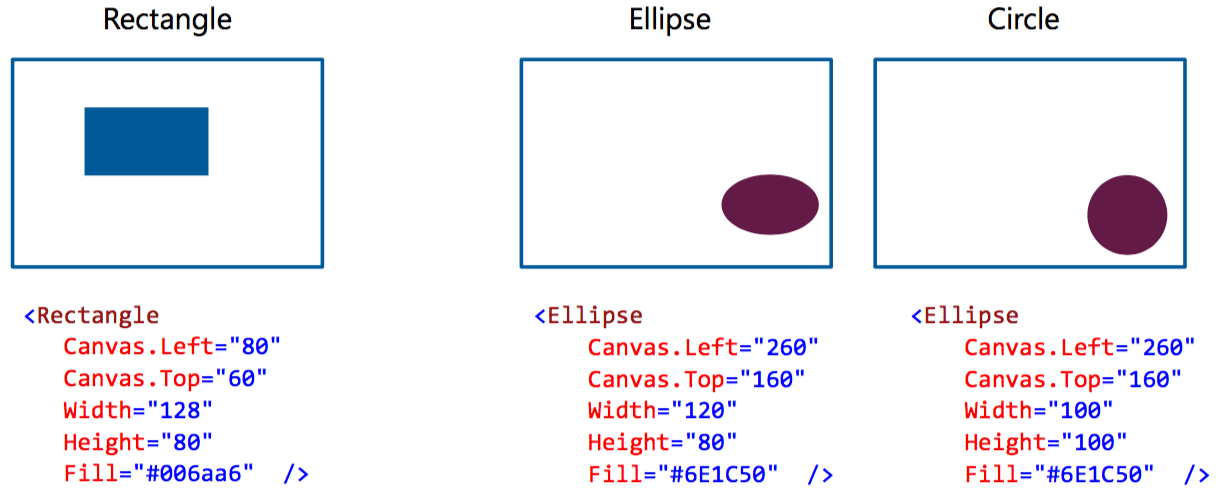 Rectangle
Ellipse
Circle
<Rectangle
Canvas.Left="80"
Canvas.Top="60"
Width="128"
Height="80"
Fill="#006aa6" />
<Ellipse
Canvas.Left="260"
Canvas.Top="160"
Width="120"
Height="80"
Fill="#6E1C50" />
<Ellipse
Canvas.Left="260"
Canvas.Top="160"
Width="100"
Height="100"
Fill="#6E1C50" />